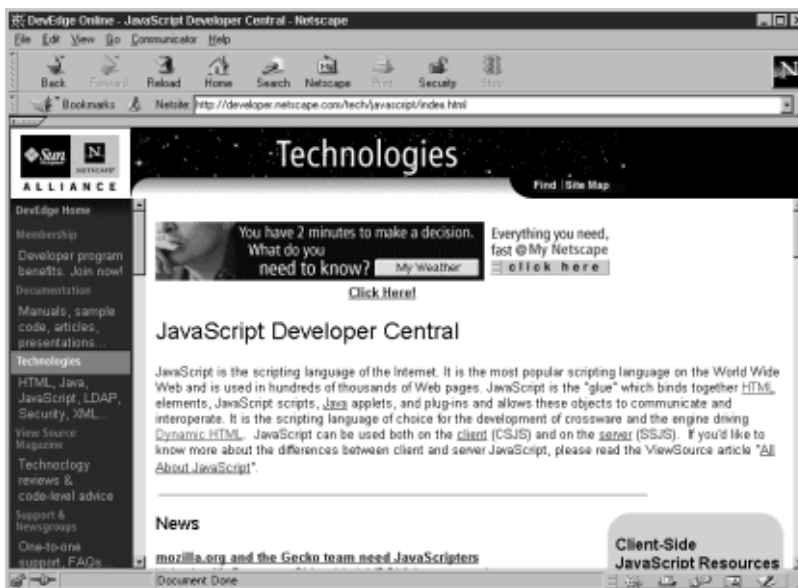 DevEdge Online - JavaScript Developer Central - Netscape
File Edit View Go Communicator Help
Back Forward Reload Home Search Netscape Print Security Stop
Bookmarks Netsite: http://developer.netscape.com/tech/javascript/index.html
Sun
N
NETSCAPE
ALLIANCE
Technologies
Find | Site Map
DevEdge Home
Membership
Developer program
benefits. Join now!
Documentation
Manuals, sample
code, articles,
presentations...
Technologies
HTML, Java,
JavaScript, LDAP,
Security, XML...
View Source
Magazine
Technology
reviews &
code-level advice
Support &
Newsgroups
One-to-one
support, FAQs
You have 2 minutes to make a decision.
What do you
need to know? My Weather
Everything you need,
fast @ My Netscape
click here
Click Here!
JavaScript Developer Central
JavaScript is the scripting language of the Internet. It is the most popular scripting language on the World Wide
Web and is used in hundreds of thousands of Web pages. JavaScript is the "glue" which binds together HTML
elements, JavaScript scripts, Java applets, and plug-ins and allows these objects to communicate and
interoperate. It is the scripting language of choice for the development of crossware and the engine driving
Dynamic HTML. JavaScript can be used both on the client (CSJS) and on the server (SSJS). If you'd like to
know more about the differences between client and server JavaScript, please read the ViewSource article "All
About JavaScript".
News
mozilla.org and the Gecko team need JavaScripters
Client-Side
JavaScript Resources
Document: Done